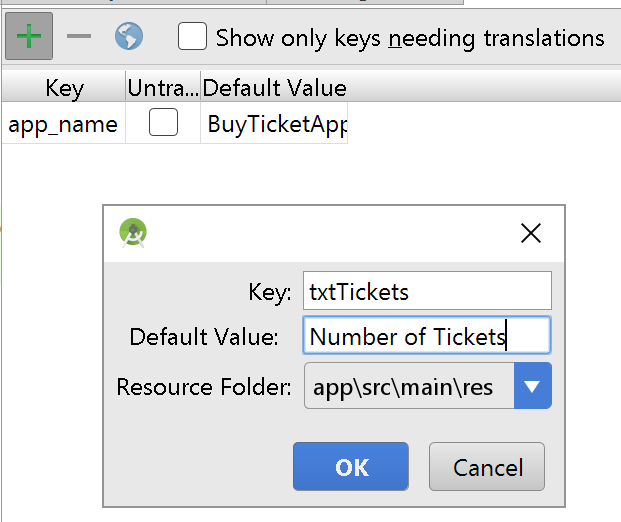 Show only keys needing translations
Key Untra... Default Value
app_name BuyTicketApp
Key: txtTickets
Default Value: Number of Tickets
Resource Folder: app\src\main\res
OK Cancel